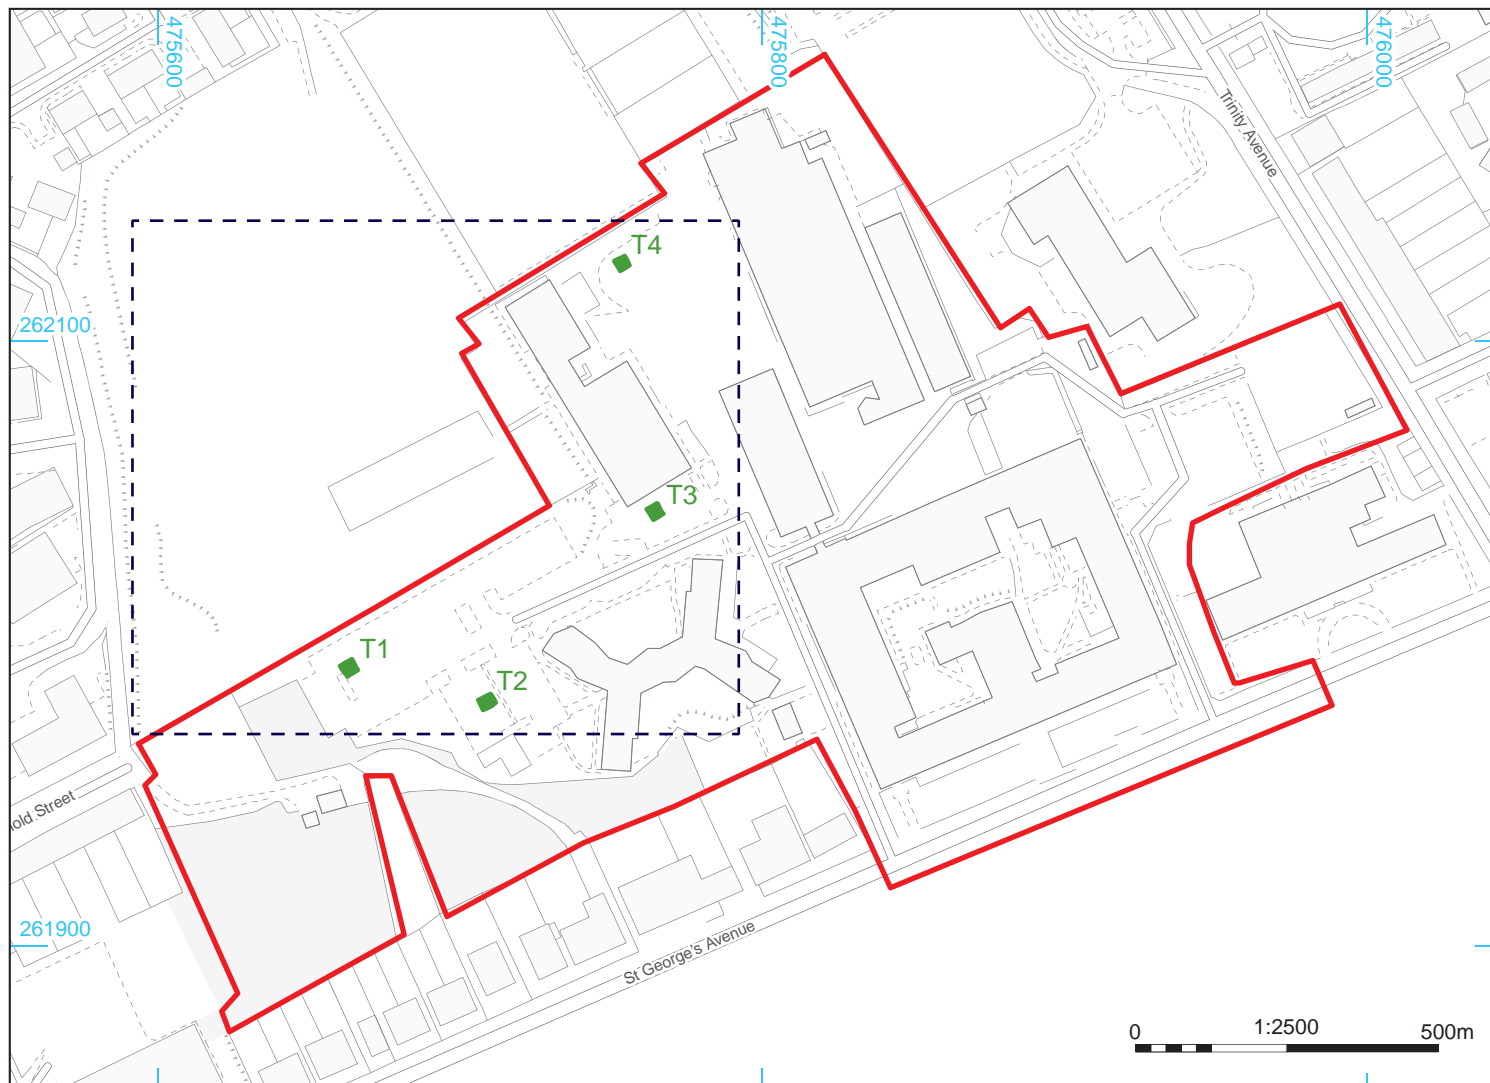 475600
475800
476000
Trinity Avenue
T4
262100
T3
T1
T2
old Street
261900
St George's Avenue
0 1:2500 500m